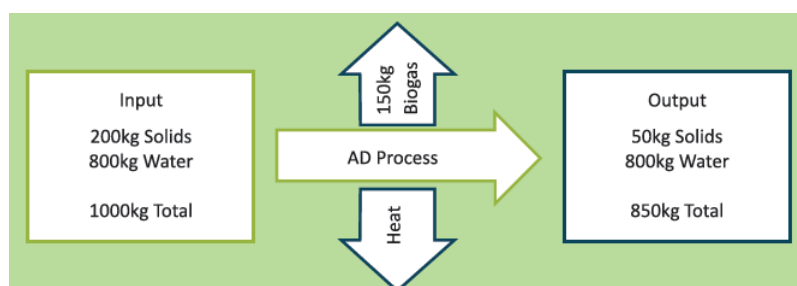 Input
200kg Solids
800kg Water
1000kg Total
150kg
Biogas
AD Process
Heat
Output
50kg Solids
800kg Water
850kg Total